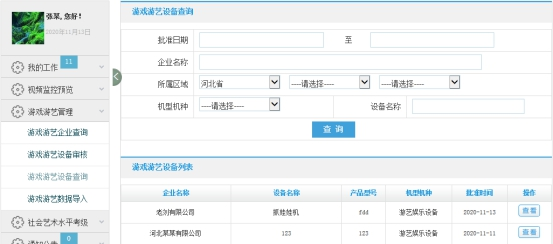 张某, 您好!
2020年11月13日
我的工作 11
视频监控预览
游戏游艺管理
游戏游艺企业查询
游戏游艺设备审核
游戏游艺设备查询
游戏游艺数据导入
社会艺术水平考级
通知公告 0
游戏游艺设备查询
批准日期 至
企业名称
所属区域 河北省 ----请选择---- ----请选择----
机型机种 ----请选择---- 设备名称
查 询
游戏游艺设备列表
企业名称 设备名称 产品型号 机型机种 批准时间 操作
老刘有限公司 抓娃娃机 fdd 游艺娱乐设备 2020-11-13 查看
河北某某有限公司 123 123 游艺娱乐设备 2020-11-11 查看